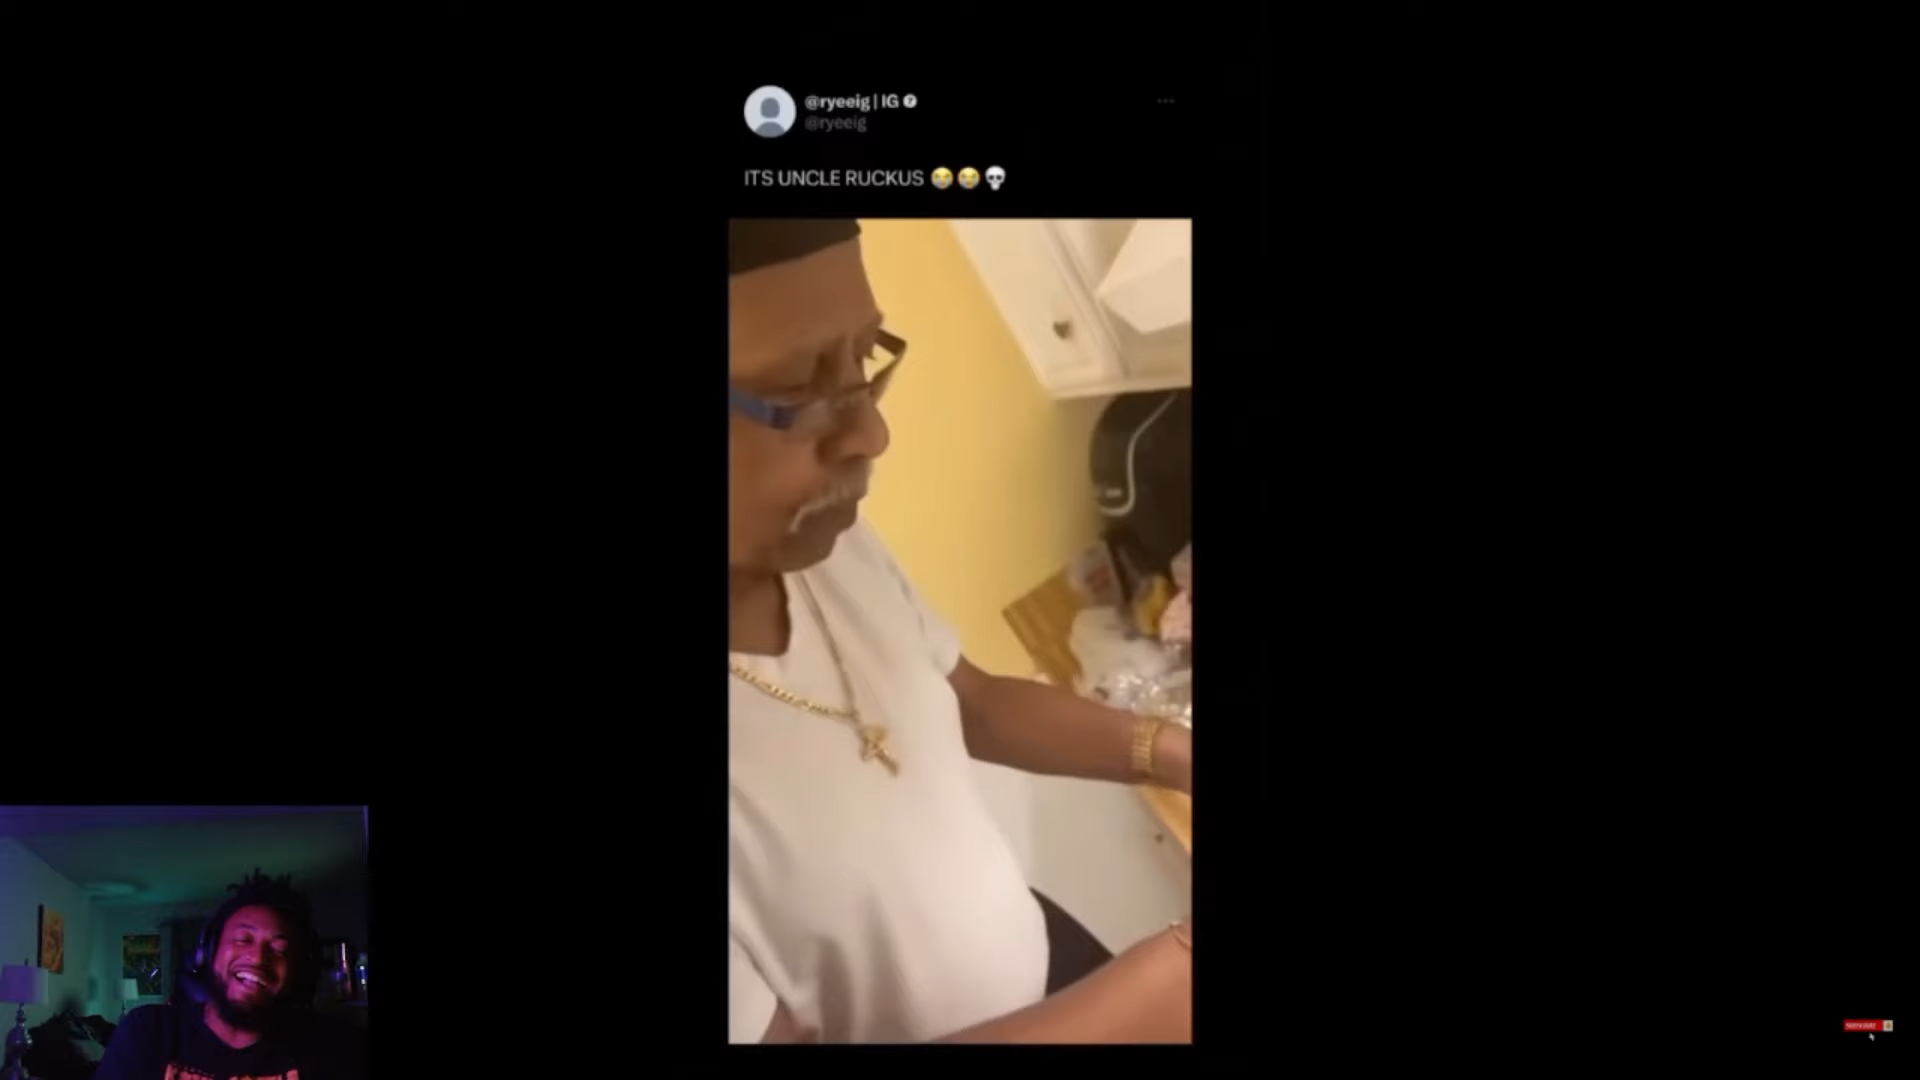 @ryeeig | IG
@ryeeig
ITS UNCLE RUCKUS 😂😂💀